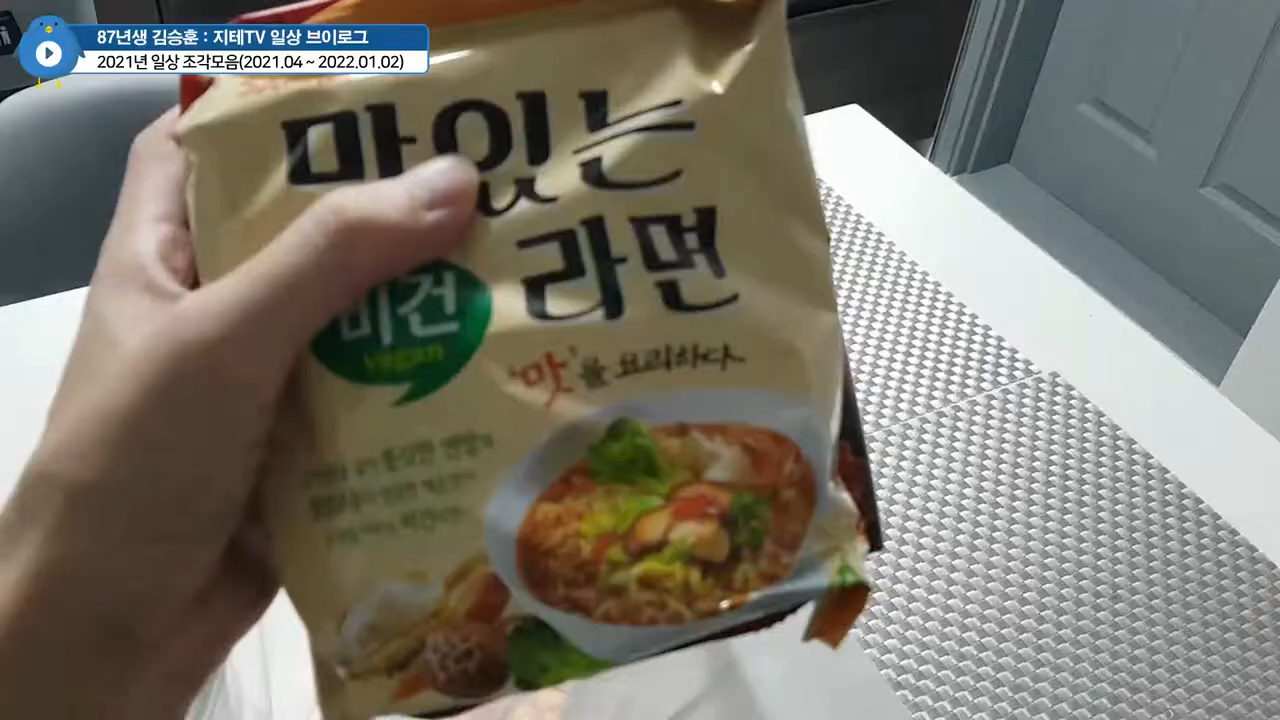 87년생 김승훈 : 지테TV 일상 브이로그
2021년 일상 조각모음(2021.04 ~ 2022.01.02)
맛있는
라면
비건
vegan
'맛'을 요리하다